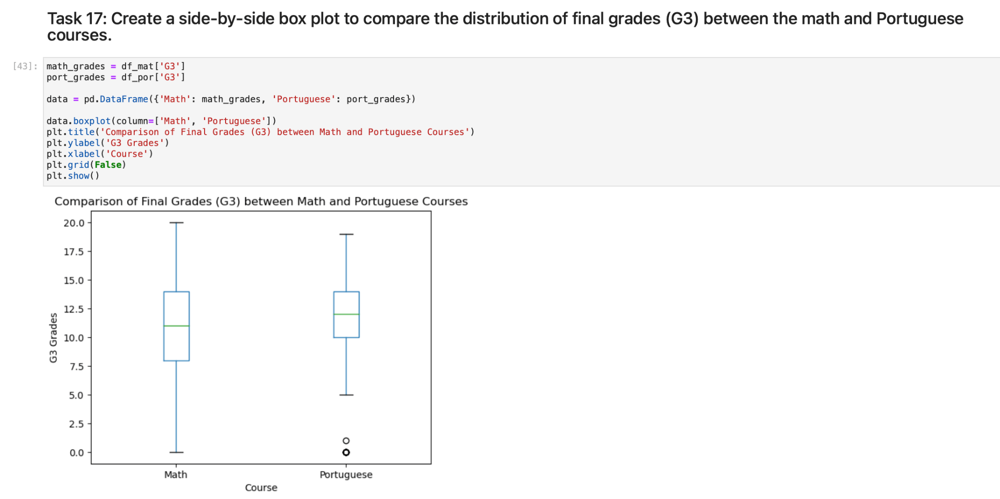 Task 17: Create a side-by-side box plot to compare the distribution of final grades (G3) between the math and Portuguese
courses.
[43]:
math_grades = df_mat['G3']
port_grades = df_por['G3']
data = pd.DataFrame({'Math': math_grades, 'Portuguese': port_grades})
data.boxplot(column=['Math', 'Portuguese'])
plt.title('Comparison of Final Grades (G3) between Math and Portuguese Courses')
plt.ylabel('G3 Grades')
plt.xlabel('Course')
plt.grid(False)
plt.show()
Comparison of Final Grades (G3) between Math and Portuguese Courses
G3 Grades
20.0
17.5
15.0
12.5
10.0
7.5
5.0
2.5
0.0
Math
Portuguese
Course